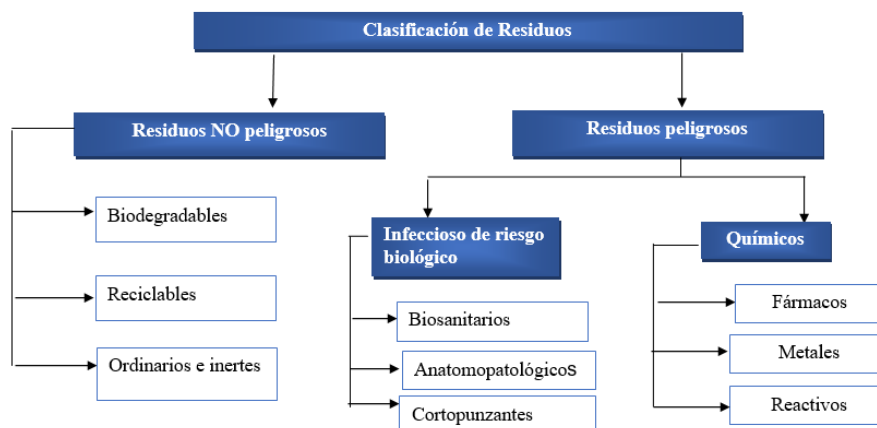 Clasificación de Residuos
Residuos NO peligrosos
Residuos peligrosos
Biodegradables
Reciclables
Ordinarios e inertes
Infeccioso de riesgo
biológico
Biosanitarios
Anatomopatológicos
Cortopunzantes
Químicos
Fármacos
Metales
Reactivos